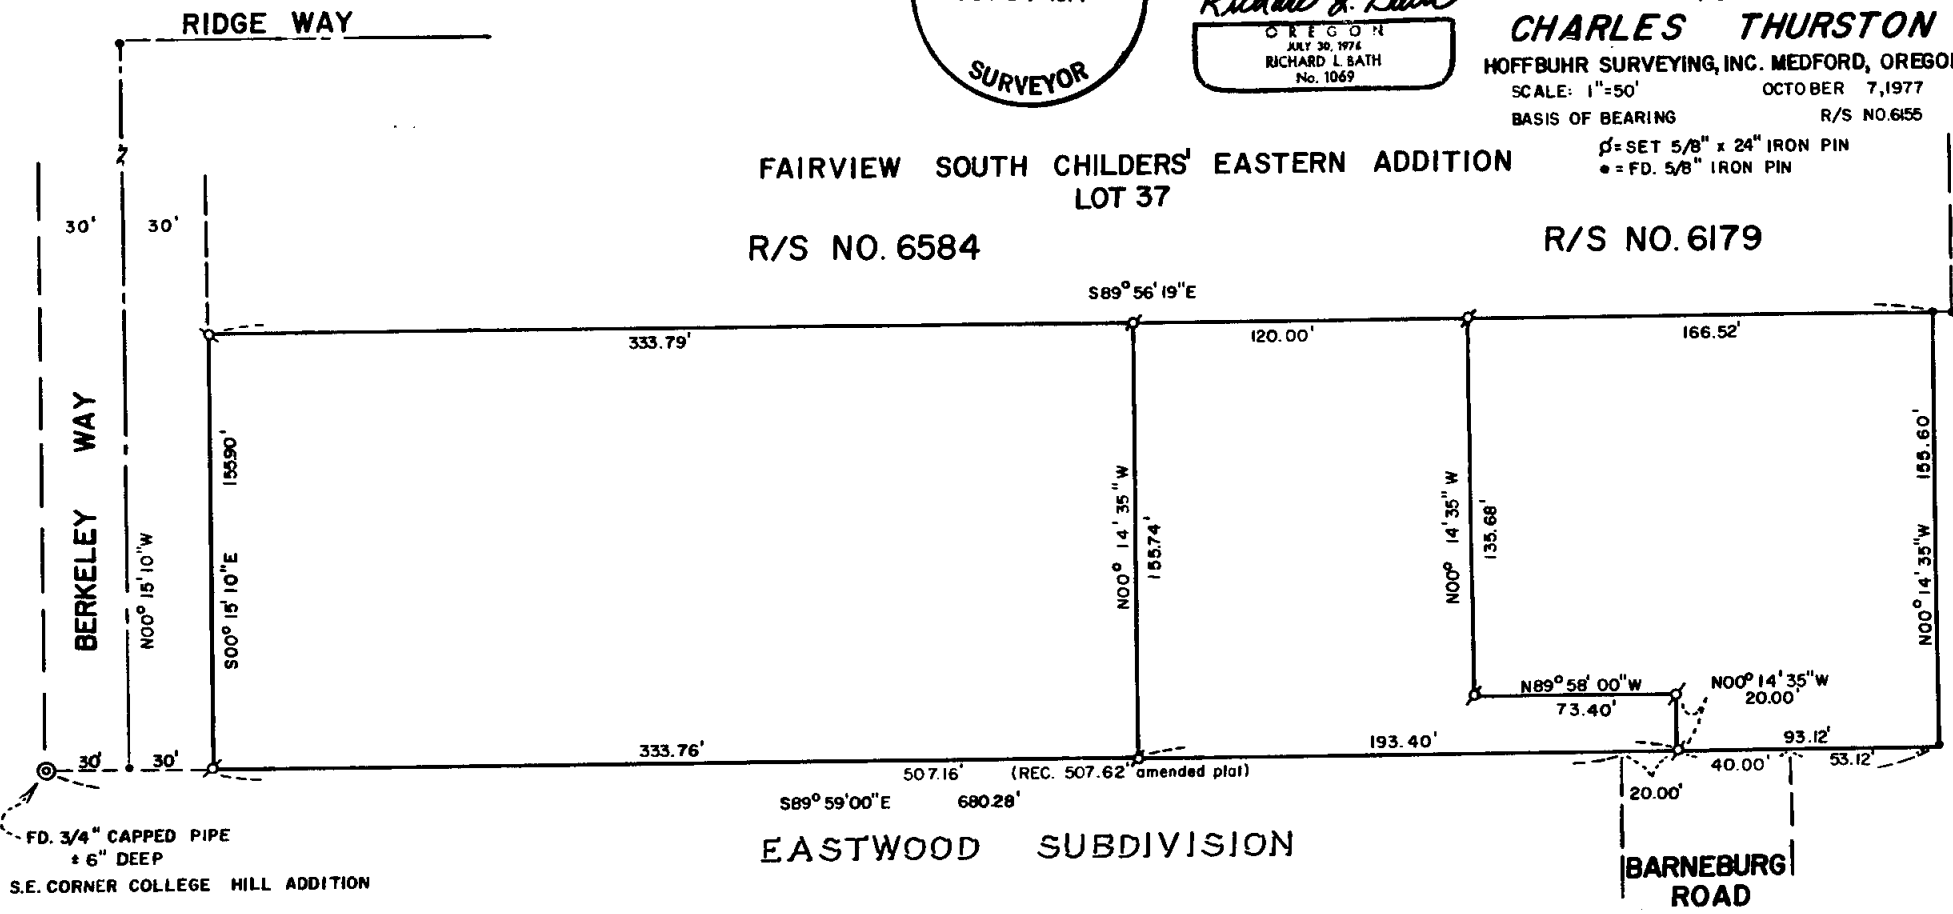 RIDGE WAY
SURVEYOR
OREGON
JULY 30, 1976
RICHARD L. BATH
No. 1069
CHARLES THURSTON
HOFFBUHR SURVEYING, INC. MEDFORD, OREGON
SCALE: 1"=50'
OCTOBER 7, 1977
BASIS OF BEARING
R/S NO. 6155
= SET 5/8" x 24" IRON PIN
• = FD. 5/8" IRON PIN
FAIRVIEW SOUTH CHILDERS' EASTERN ADDITION
LOT 37
30'
30'
R/S NO. 6584
R/S NO. 6179
S89° 56' 19"E
333.79'
120.00'
166.52'
BERKELEY WAY
N00° 15' 10"W
S00° 15' 10"E 155.90'
N00° 14' 35" W
155.74'
N00° 14' 35" W
135.68'
N00° 14' 35"W 155.60'
N89° 58' 00"W
73.40'
N00° 14' 35"W
20.00'
30'
30'
333.76'
193.40'
93.12'
507.16' (REC. 507.62' amended plat)
40.00'
53.12'
20.00'
S89° 59' 00"E 680.28'
FD. 3/4" CAPPED PIPE
± 6" DEEP
S.E. CORNER COLLEGE HILL ADDITION
EASTWOOD SUBDIVISION
BARNEBURG
ROAD